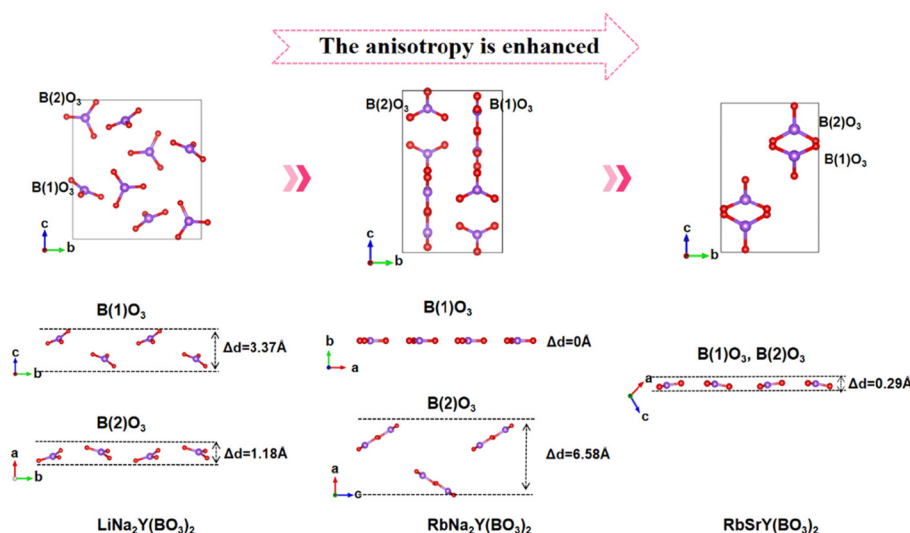 The anisotropy is enhanced
B(2)O₃
B(1)O₃
c
b
B(2)O₃
B(1)O₃
c
b
B(2)O₃
B(1)O₃
c
b
B(1)O₃
Δd=3.37Å
c
b
B(2)O₃
Δd=1.18Å
a
b
LiNa₂Y(BO₃)₂
B(1)O₃
Δd=0Å
b
a
B(2)O₃
Δd=6.58Å
a
RbNa₂Y(BO₃)₂
B(1)O₃, B(2)O₃
Δd=0.29Å
a
c
RbSrY(BO₃)₂